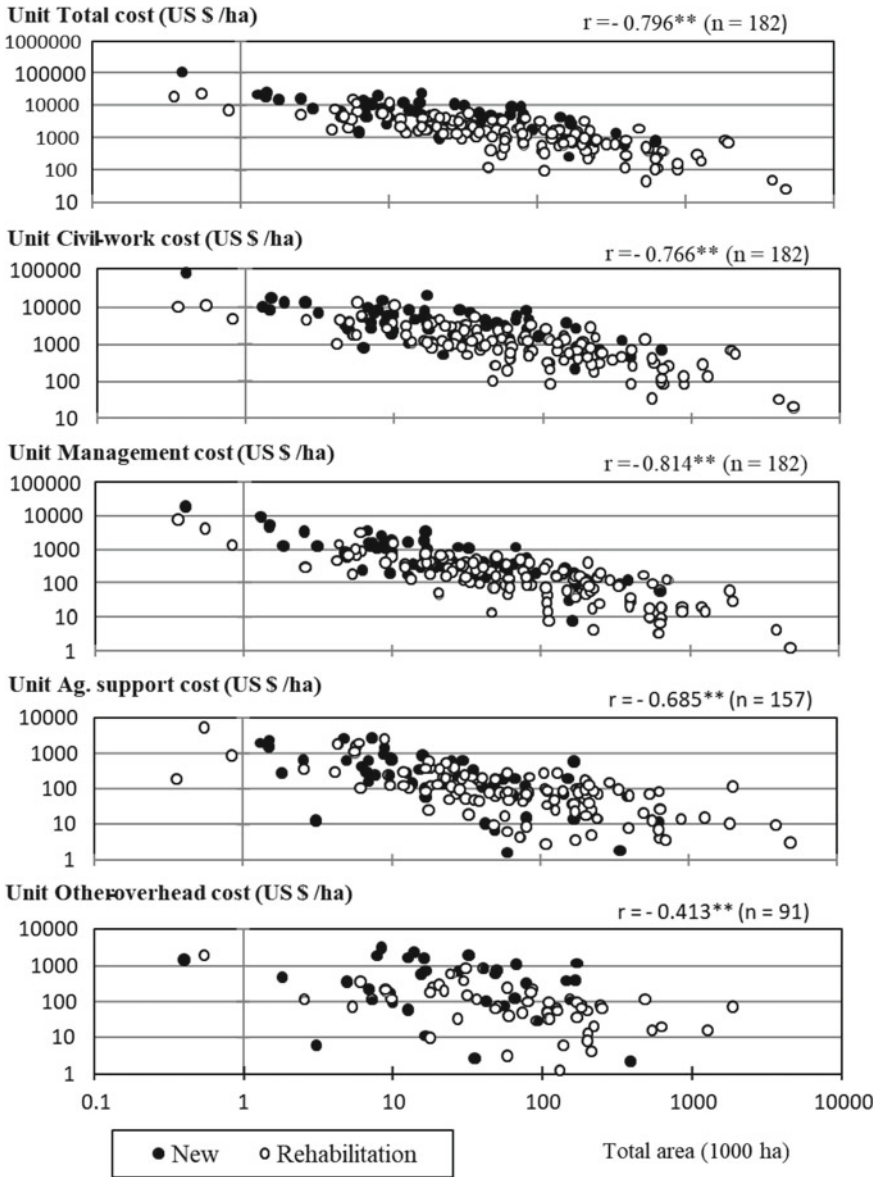 Unit Total cost (US $ /ha)
r = - 0.796** (n = 182)
1000000
100000
10000
1000
100
10
Unit Civil-work cost (US $ /ha)
r = - 0.766** (n = 182)
100000
10000
1000
100
10
Unit Management cost (US $ /ha)
r = - 0.814** (n = 182)
100000
10000
1000
100
10
1
Unit Ag. support cost (US $ /ha)
r = - 0.685** (n = 157)
10000
1000
100
10
1
Unit Other-overhead cost (US $ /ha)
r = - 0.413** (n = 91)
10000
1000
100
10
1
0.1 1 10 100 1000 10000
● New ○ Rehabilitation
Total area (1000 ha)